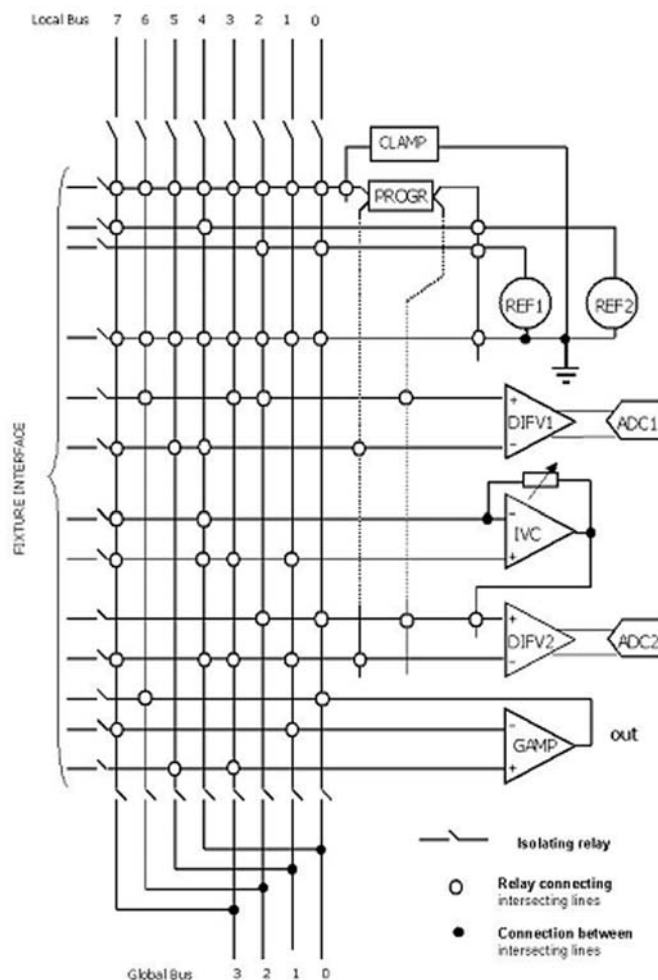 Local Bus 7 6 5 4 3 2 1 0
CLAMP
PROGR
REF1 REF2
+
DIFV1 ADC1
−
FIXTURE INTERFACE
−
IVC
+
+
DIFV2 ADC2
−
−
GAMP out
+
Isolating relay
Relay connecting
intersecting lines
Connection between
intersecting lines
Global Bus 3 2 1 0